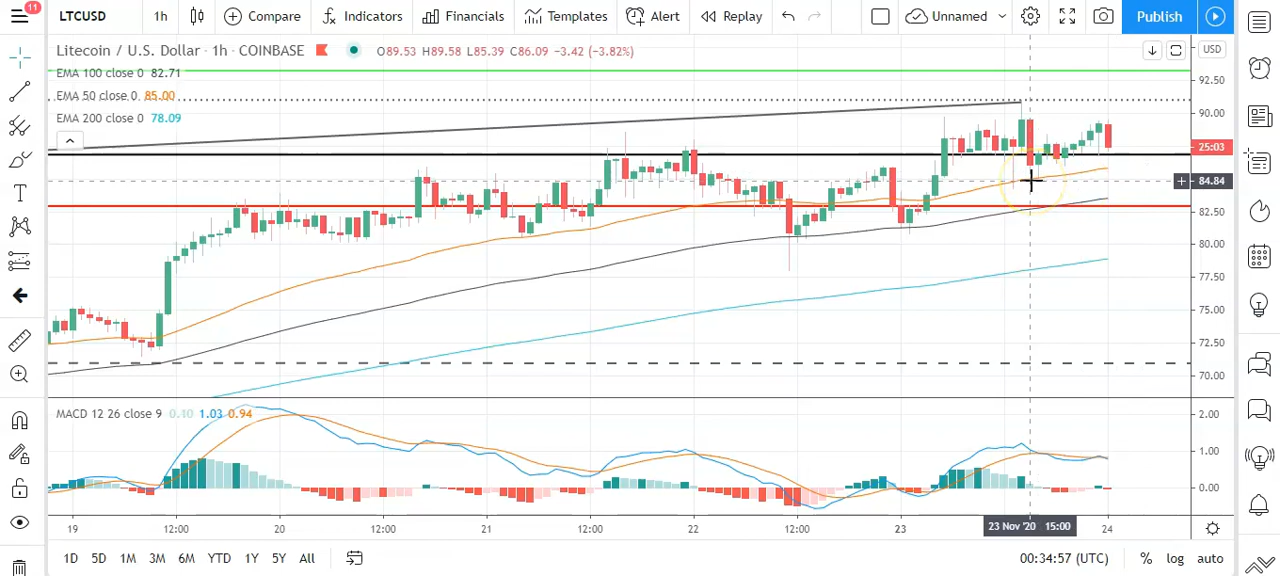 11
LTCUSD 1h Compare Indicators Financials Templates Alert Replay Unnamed Publish
Litecoin / U.S. Dollar · 1h · COINBASE O89.53 H89.58 L85.39 C86.09 −3.42 (−3.82%) USD
EMA 100 close 0 82.71
EMA 50 close 0 85.00
EMA 200 close 0 78.09
92.50
90.00
25:03
84.84
82.50
80.00
77.50
75.00
72.50
70.00
MACD 12 26 close 9 0.10 1.03 0.94
2.00
1.00
0.00
19 12:00 20 12:00 21 12:00 22 12:00 23 23 Nov '20 15:00 24
1D 5D 1M 3M 6M YTD 1Y 5Y All 00:34:57 (UTC) % log auto